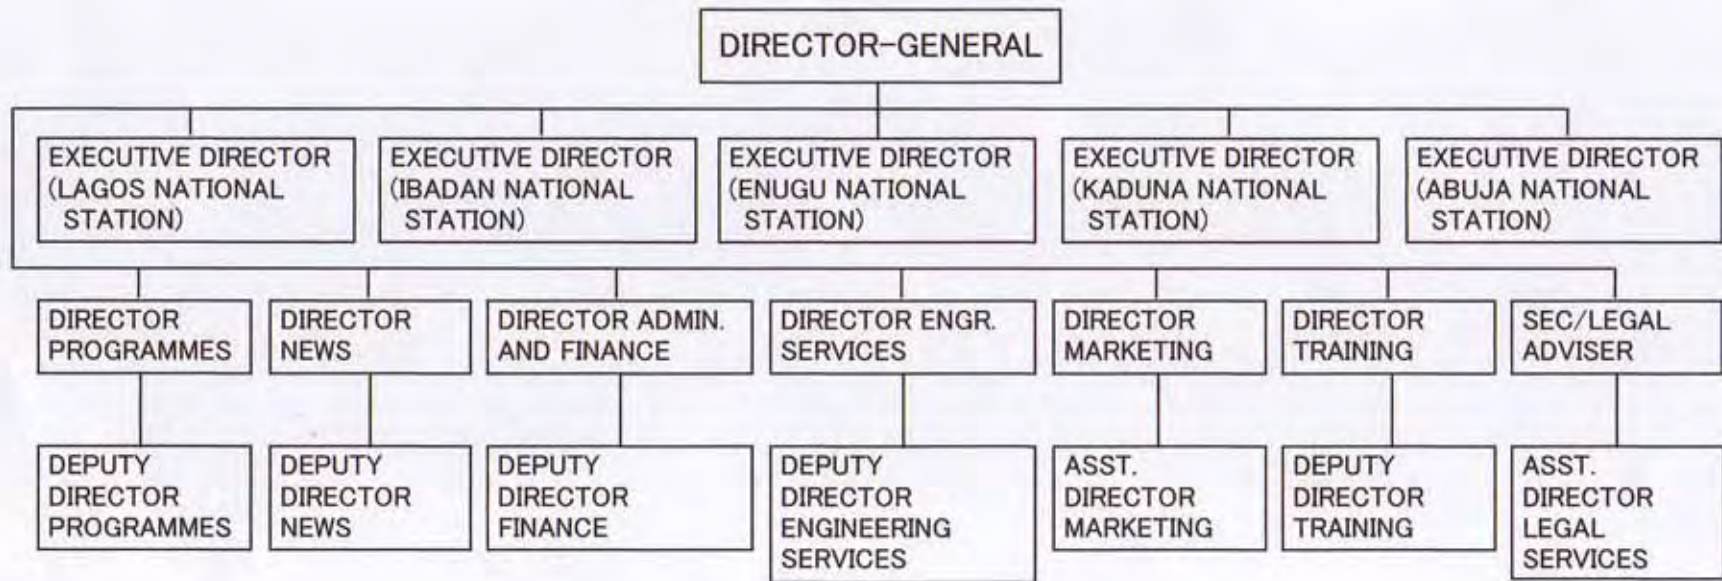 DIRECTOR-GENERAL
EXECUTIVE DIRECTOR
(LAGOS NATIONAL
STATION)
EXECUTIVE DIRECTOR
(IBADAN NATIONAL
STATION)
EXECUTIVE DIRECTOR
(ENUGU NATIONAL
STATION)
EXECUTIVE DIRECTOR
(KADUNA NATIONAL
STATION)
EXECUTIVE DIRECTOR
(ABUJA NATIONAL
STATION)
DIRECTOR
PROGRAMMES
DIRECTOR
NEWS
DIRECTOR ADMIN.
AND FINANCE
DIRECTOR ENGR.
SERVICES
DIRECTOR
MARKETING
DIRECTOR
TRAINING
SEC/LEGAL
ADVISER
DEPUTY
DIRECTOR
PROGRAMMES
DEPUTY
DIRECTOR
NEWS
DEPUTY
DIRECTOR
FINANCE
DEPUTY
DIRECTOR
ENGINEERING
SERVICES
ASST.
DIRECTOR
MARKETING
DEPUTY
DIRECTOR
TRAINING
ASST.
DIRECTOR
LEGAL
SERVICES